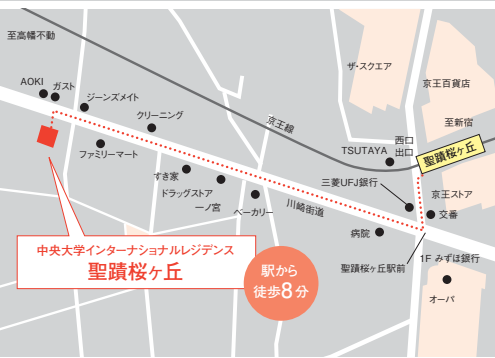 至高幡不動
AOKI
ガスト
ジーンズメイト
クリーニング
ファミリーマート
すき家
ドラッグストア
一ノ宮
ベーカリー
川崎街道
京王線
ザ・スクエア
京王百貨店
至新宿
西口
出口
TSUTAYA
聖蹟桜ヶ丘
三菱UFJ銀行
京王ストア
交番
病院
聖蹟桜ヶ丘駅前
1F みずほ銀行
オーパ
中央大学インターナショナルレジデンス
聖蹟桜ヶ丘
駅から
徒歩8分